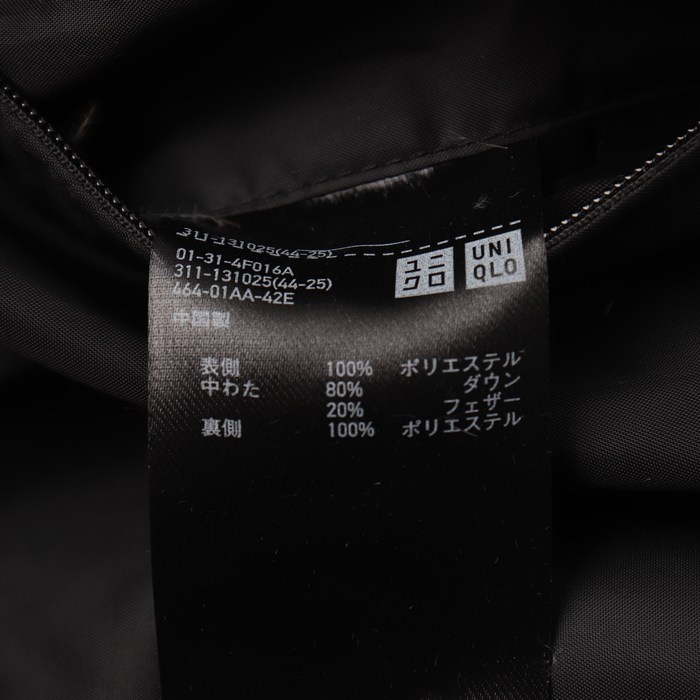 311-131025(44-25)
01-31-4F016A
311-131025(44-25)
464-01AA-42E
ユニ
クロ
UNI
QLO
中国製
表側 100% ポリエステル
中わた 80% ダウン
20% フェザー
裏側 100% ポリエステル